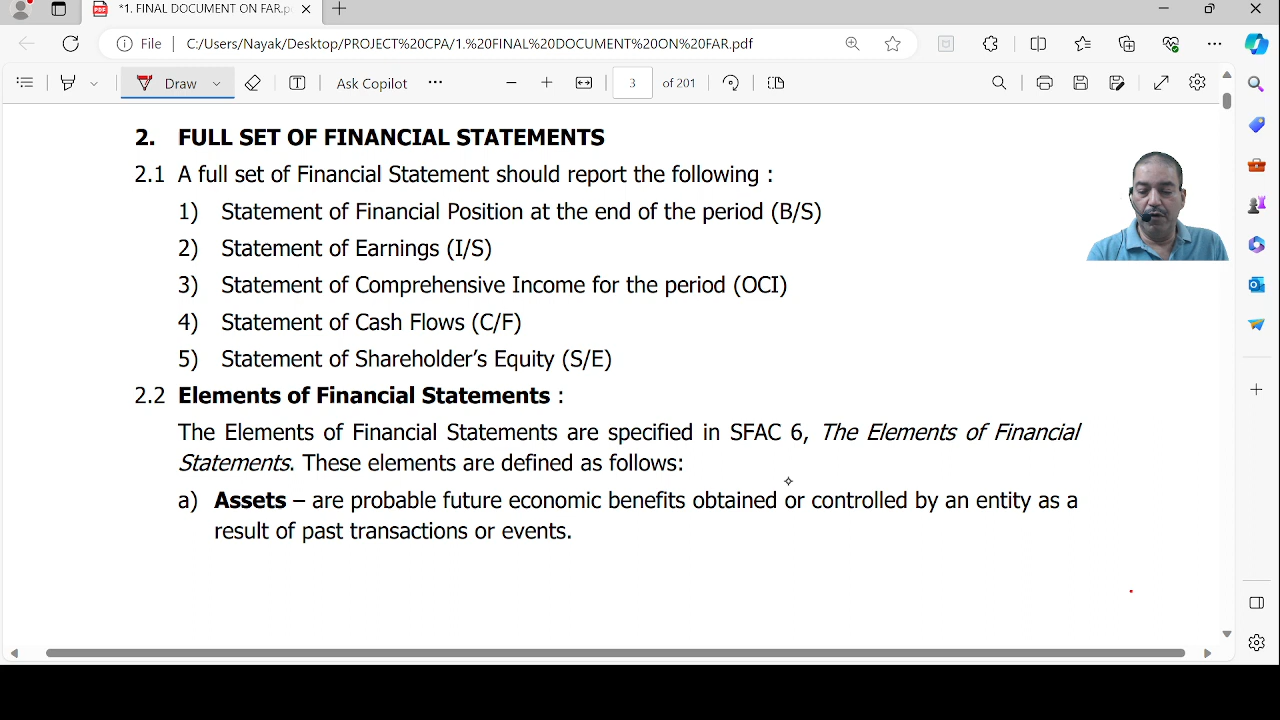 *1. FINAL DOCUMENT ON FAR.p
File
C:/Users/Nayak/Desktop/PROJECT%20CPA/1.%20FINAL%20DOCUMENT%20ON%20FAR.pdf
Draw
Ask Copilot
3
of 201
2. FULL SET OF FINANCIAL STATEMENTS
2.1 A full set of Financial Statement should report the following :
1) Statement of Financial Position at the end of the period (B/S)
2) Statement of Earnings (I/S)
3) Statement of Comprehensive Income for the period (OCI)
4) Statement of Cash Flows (C/F)
5) Statement of Shareholder’s Equity (S/E)
2.2 Elements of Financial Statements :
The Elements of Financial Statements are specified in SFAC 6, The Elements of Financial
Statements. These elements are defined as follows:
a) Assets – are probable future economic benefits obtained or controlled by an entity as a
result of past transactions or events.